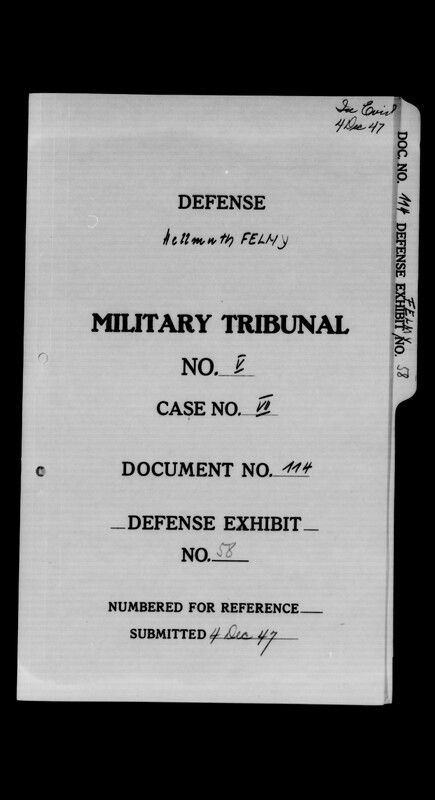 In Evid
4 Dec 47
DEFENSE
Hellmuth FELMY
MILITARY TRIBUNAL
NO. V
CASE NO. VII
DOCUMENT NO. 114
DEFENSE EXHIBIT
NO. 58
NUMBERED FOR REFERENCE
SUBMITTED 4 Dec 47
DOC. NO. 114 DEFENSE EXHIBIT NO. 58
FELMY